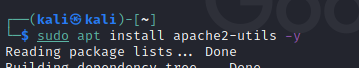 ┌──(kali㉿kali)-[~]
└─$ sudo apt install apache2-utils -y
Reading package lists... Done
Building dependency tree... Done